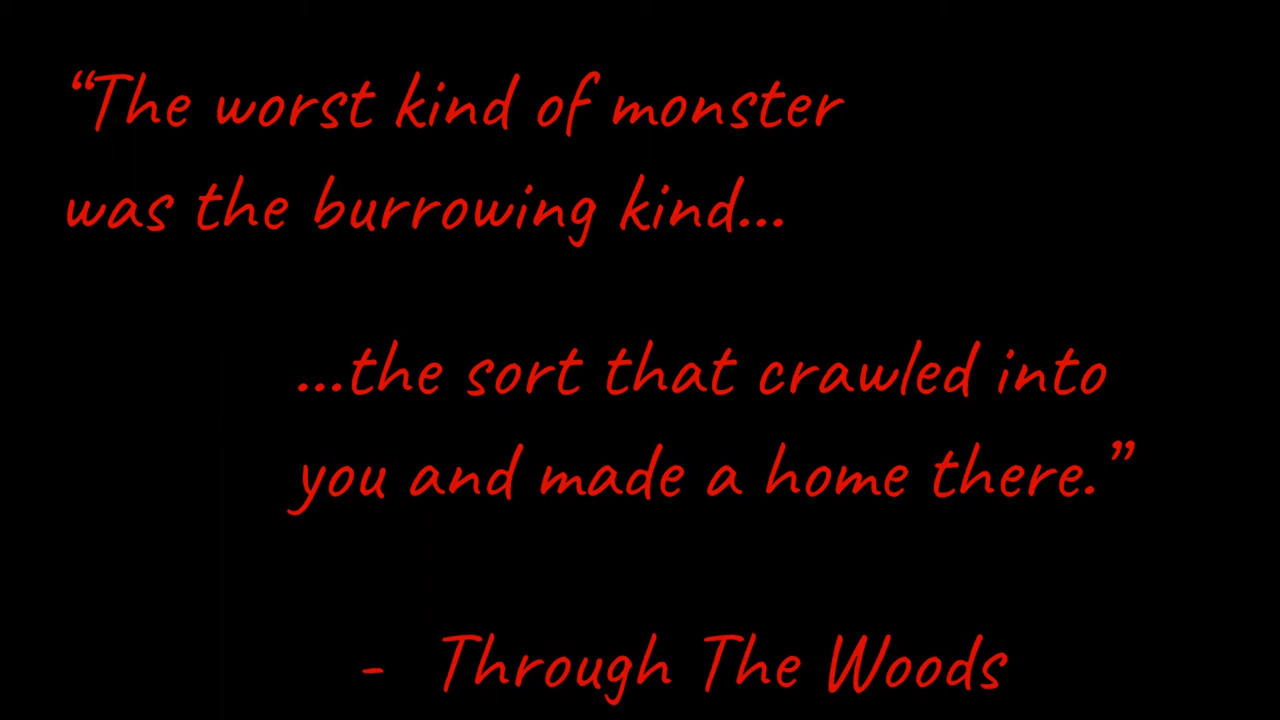 “The worst kind of monster
was the burrowing kind...
...the sort that crawled into
you and made a home there.”
- Through The Woods